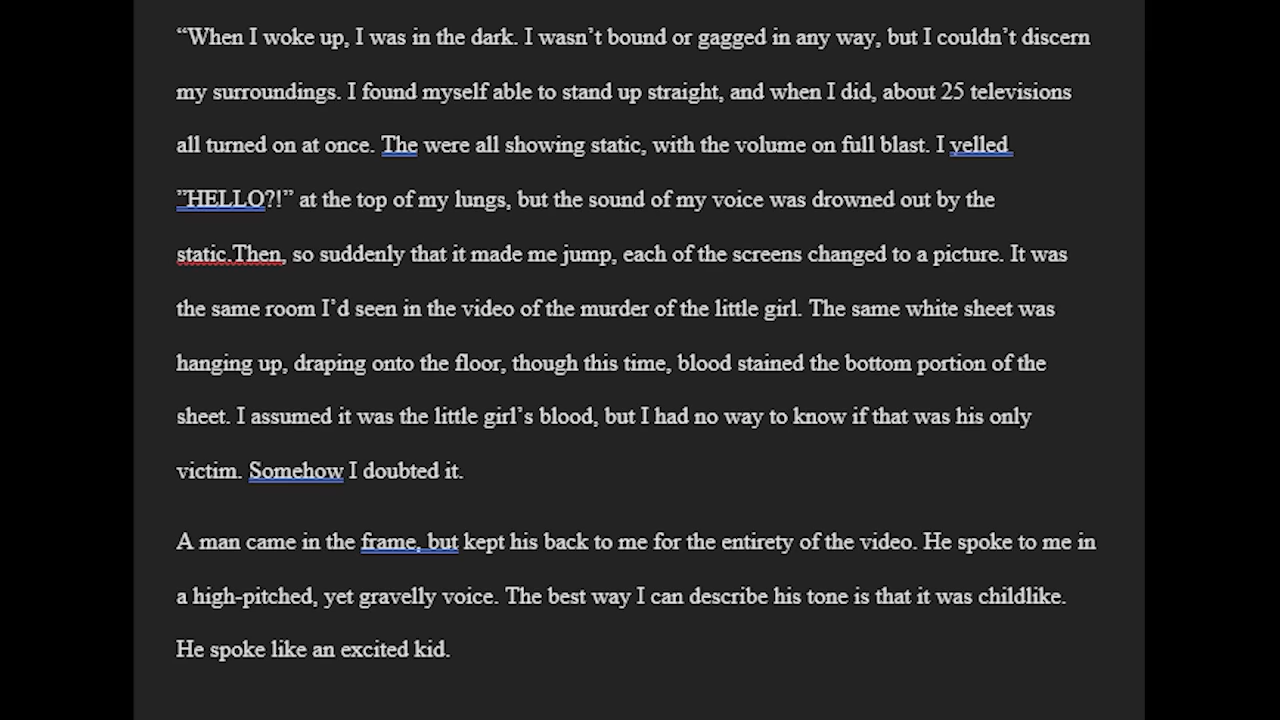 “When I woke up, I was in the dark. I wasn’t bound or gagged in any way, but I couldn’t discern
my surroundings. I found myself able to stand up straight, and when I did, about 25 televisions
all turned on at once. The were all showing static, with the volume on full blast. I yelled
”HELLO?!” at the top of my lungs, but the sound of my voice was drowned out by the
static.Then, so suddenly that it made me jump, each of the screens changed to a picture. It was
the same room I’d seen in the video of the murder of the little girl. The same white sheet was
hanging up, draping onto the floor, though this time, blood stained the bottom portion of the
sheet. I assumed it was the little girl’s blood, but I had no way to know if that was his only
victim. Somehow I doubted it.
A man came in the frame, but kept his back to me for the entirety of the video. He spoke to me in
a high-pitched, yet gravelly voice. The best way I can describe his tone is that it was childlike.
He spoke like an excited kid.